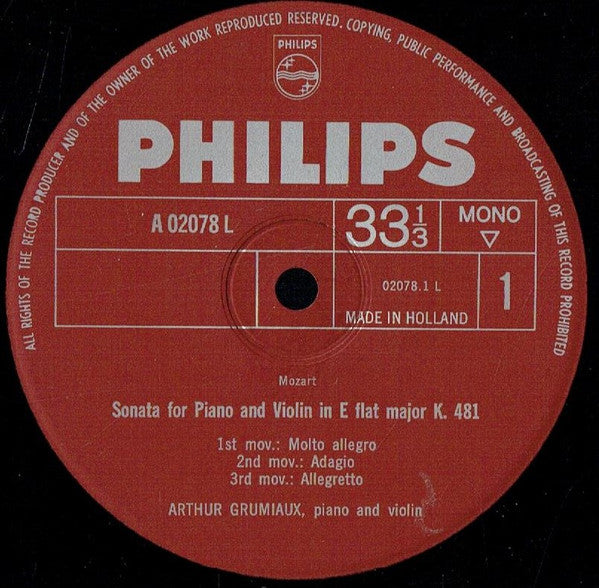 ALL RIGHTS OF THE RECORD PRODUCER AND OF THE OWNER OF THE WORK REPRODUCED RESERVED. COPYING, PUBLIC PERFORMANCE AND BROADCASTING OF THIS RECORD PROHIBITED
PHILIPS
PHILIPS
A 02078 L
33 1/3
MONO
▽
02078.1 L
MADE IN HOLLAND
1
Mozart
Sonata for Piano and Violin in E flat major K. 481
1st mov.: Molto allegro
2nd mov.: Adagio
3rd mov.: Allegretto
ARTHUR GRUMIAUX, piano and violin